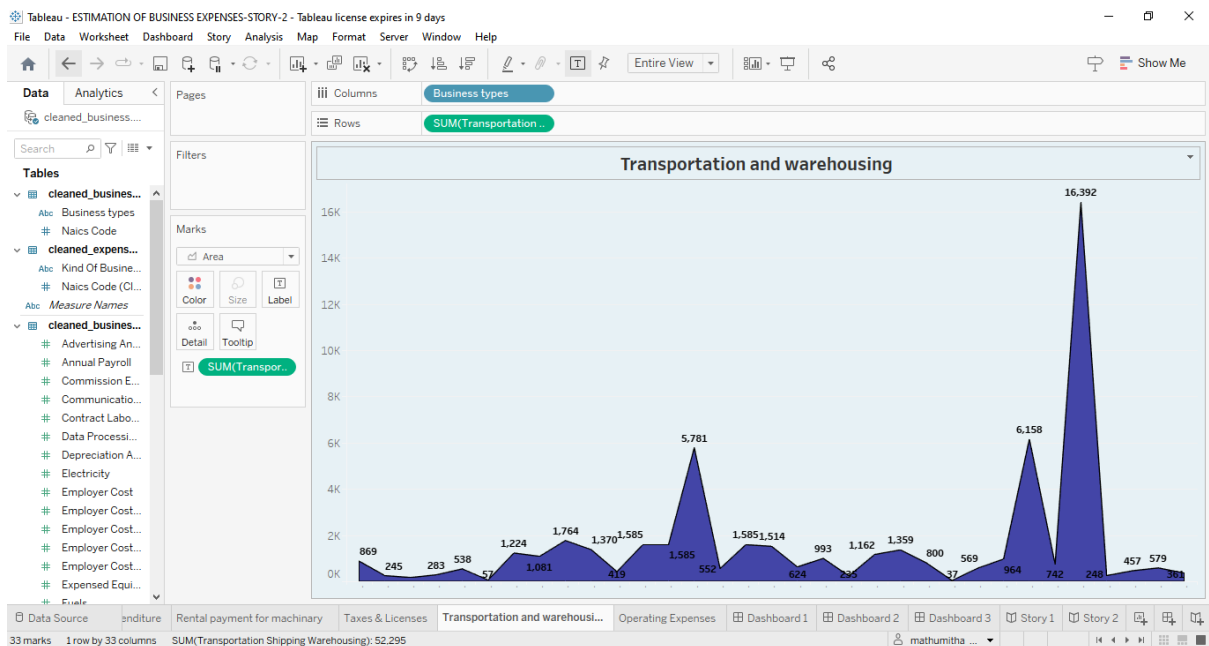 Tableau - ESTIMATION OF BUSINESS EXPENSES-STORY-2 - Tableau license expires in 9 days
File Data Worksheet Dashboard Story Analysis Map Format Server Window Help
Entire View
Show Me
Data Analytics
cleaned_business....
Search
Tables
cleaned_busines...
Abc Business types
# Naics Code
cleaned_expens...
Abc Kind Of Busine...
# Naics Code (Cl...
Abc Measure Names
cleaned_busines...
# Advertising An...
# Annual Payroll
# Commission E...
# Communicatio...
# Contract Labo...
# Data Processi...
# Depreciation A...
# Electricity
# Employer Cost
# Employer Cost...
# Employer Cost...
# Employer Cost...
# Employer Cost...
# Expensed Equi...
# Fuels
Pages
Filters
Marks
Area
Color Size Label
Detail Tooltip
SUM(Transpor..
Columns Business types
Rows SUM(Transportation ..
Transportation and warehousing
16K
14K
12K
10K
8K
6K
4K
2K
0K
869 245 283 538 57 1,224 1,081 1,764 1,370 419 1,585 1,585 5,781 552 1,585 1,514 624 993 235 1,162 1,359 800 37 569 964 6,158 742 16,392 248 457 579 361
Data Source enditure Rental payment for machinary Taxes & Licenses Transportation and warehousi... Operating Expenses Dashboard 1 Dashboard 2 Dashboard 3 Story 1 Story 2
33 marks 1 row by 33 columns SUM(Transportation Shipping Warehousing): 52,295 mathumitha ...